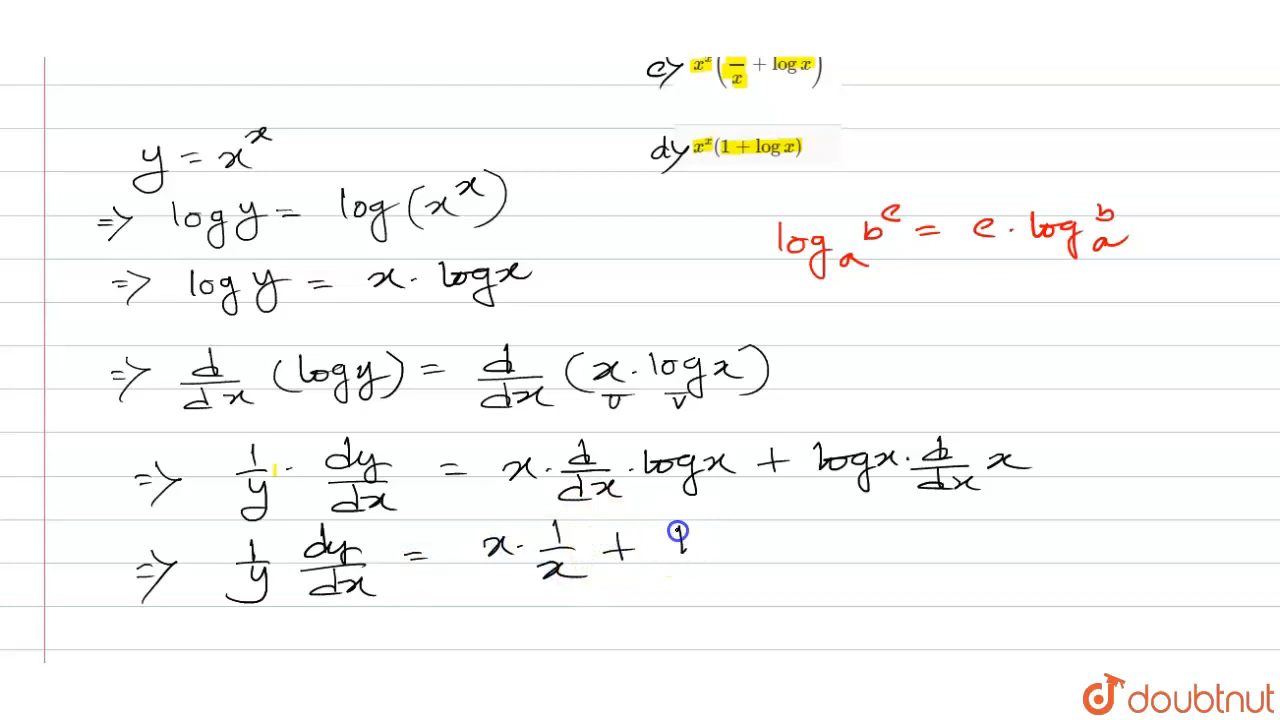 c) x^x (—/x + log x)
y = x^x
d) x^x (1 + log x)
⇒ log y = log (x^x)
log_a b^c = c · log_a b
⇒ log y = x · log x
⇒ d/dx (log y) = d/dx (x · log x)
U V
⇒ 1/y · dy/dx = x · d/dx · log x + log x · d/dx x
⇒ 1/y dy/dx = x · 1/x +
doubtnut